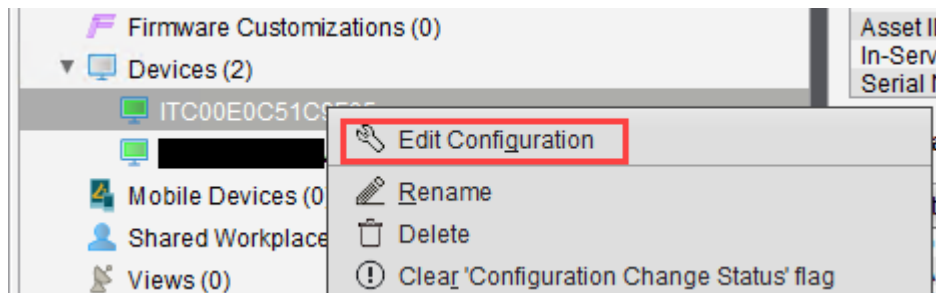 Firmware Customizations (0)
Asset
Devices (2)
In-Serv
Serial
ITC00E0C51C
Edit Configuration
Rename
Mobile Devices (0
Delete
Shared Workplace
Clear 'Configuration Change Status' flag
Views (0)